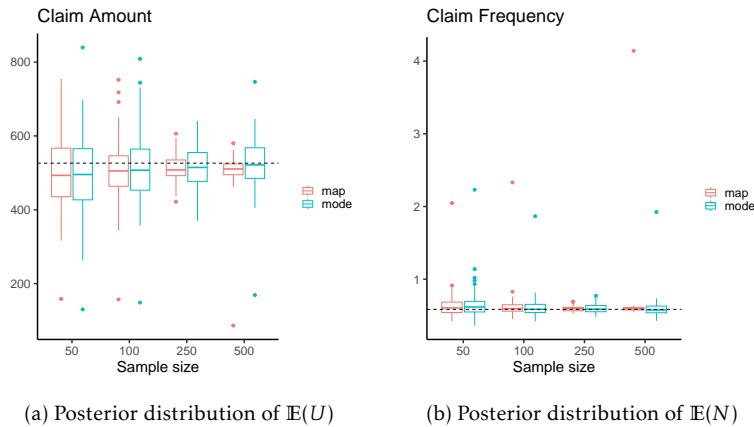 Claim Amount
800
600
400
200
50 100 250 500
Sample size
map
mode
(a) Posterior distribution of 𝔼(U)
Claim Frequency
4
3
2
1
50 100 250 500
Sample size
map
mode
(b) Posterior distribution of 𝔼(N)